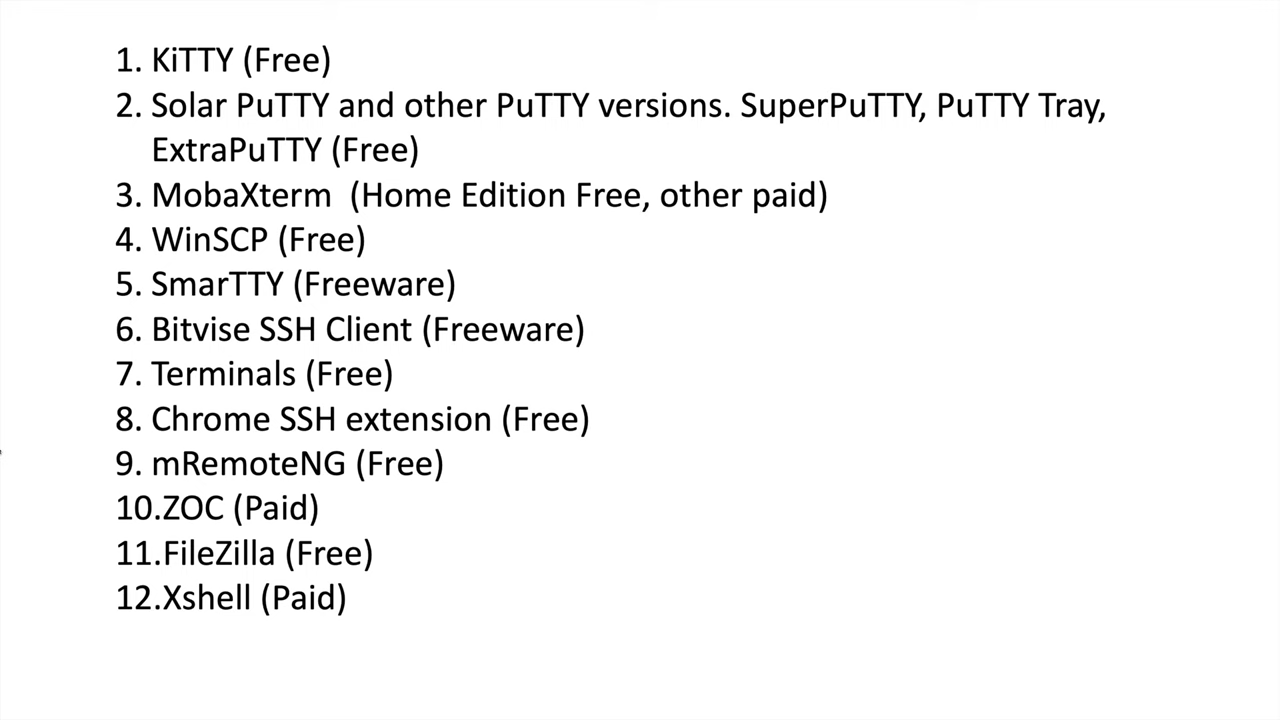 1. KiTTY (Free)
2. Solar PuTTY and other PuTTY versions. SuperPuTTY, PuTTY Tray,
ExtraPuTTY (Free)
3. MobaXterm  (Home Edition Free, other paid)
4. WinSCP (Free)
5. SmarTTY (Freeware)
6. Bitvise SSH Client (Freeware)
7. Terminals (Free)
8. Chrome SSH extension (Free)
9. mRemoteNG (Free)
10.ZOC (Paid)
11.FileZilla (Free)
12.Xshell (Paid)